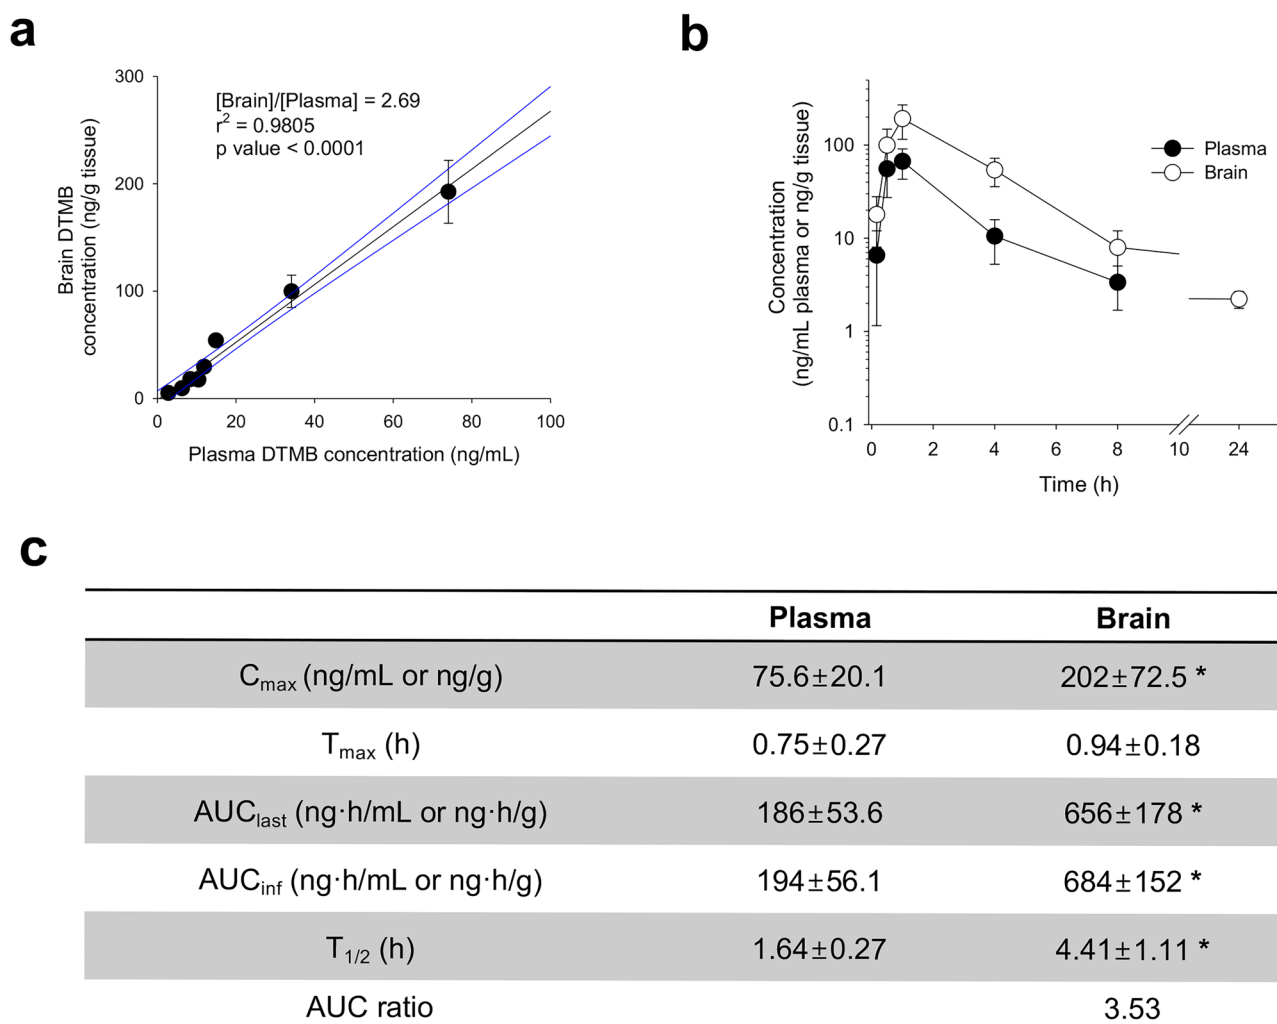 a
[Brain]/[Plasma] = 2.69
r² = 0.9805
p value < 0.0001
Brain DTMB
concentration (ng/g tissue)
300
200
100
0
0 20 40 60 80 100
Plasma DTMB concentration (ng/mL)
b
Concentration
(ng/mL plasma or ng/g tissue)
100
10
1
0.1
Plasma
Brain
0 2 4 6 8 10 24
Time (h)
c
Plasma Brain
Cmax (ng/mL or ng/g) 75.6±20.1 202±72.5 *
Tmax (h) 0.75±0.27 0.94±0.18
AUClast (ng·h/mL or ng·h/g) 186±53.6 656±178 *
AUCinf (ng·h/mL or ng·h/g) 194±56.1 684±152 *
T1/2 (h) 1.64±0.27 4.41±1.11 *
AUC ratio 3.53